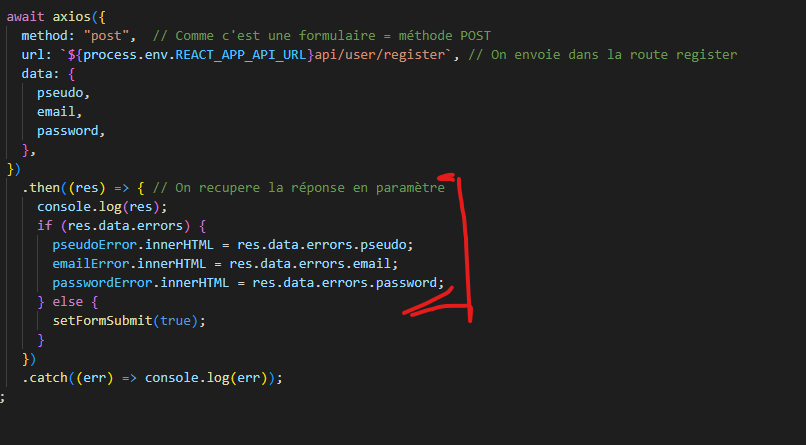 await axios({
method: "post",  // Comme c'est une formulaire = méthode POST
url: `${process.env.REACT_APP_API_URL}api/user/register`, // On envoie dans la route register
data: {
pseudo,
email,
password,
},
})
.then((res) => { // On recupere la réponse en paramètre
console.log(res);
if (res.data.errors) {
pseudoError.innerHTML = res.data.errors.pseudo;
emailError.innerHTML = res.data.errors.email;
passwordError.innerHTML = res.data.errors.password;
} else {
setFormSubmit(true);
}
})
.catch((err) => console.log(err));
;